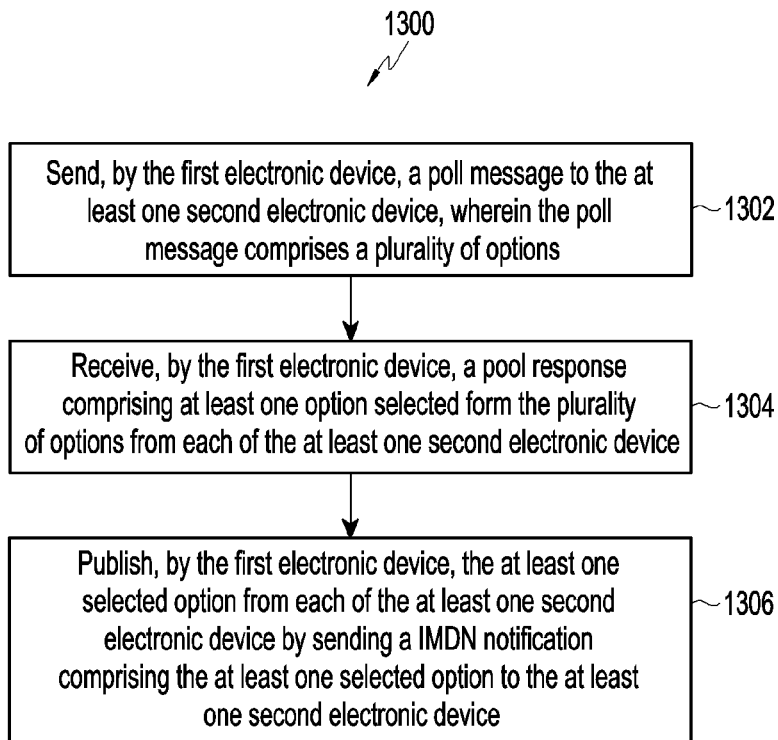 1300
Send, by the first electronic device, a poll message to the at
least one second electronic device, wherein the poll
message comprises a plurality of options
1302
Receive, by the first electronic device, a pool response
comprising at least one option selected form the plurality
of options from each of the at least one second electronic device
1304
Publish, by the first electronic device, the at least one
selected option from each of the at least one second
electronic device by sending a IMDN notification
comprising the at least one selected option to the at least
one second electronic device
1306